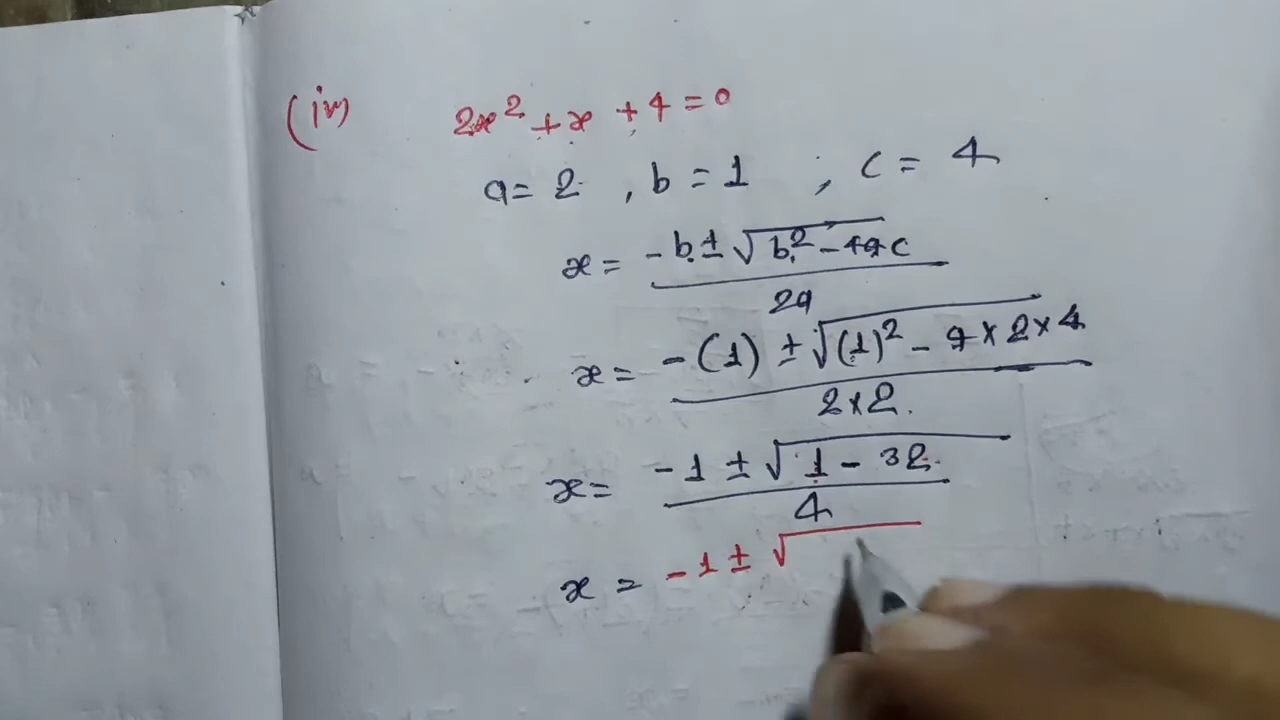 (iv) 2x² + x + 4 = 0
a = 2 , b = 1 ; c = 4
x = -b ± √b² - 4ac
2a
x = -(1) ± √(1)² - 4 × 2 × 4
2 × 2.
x = -1 ± √1 - 32
4
x = -1 ± √